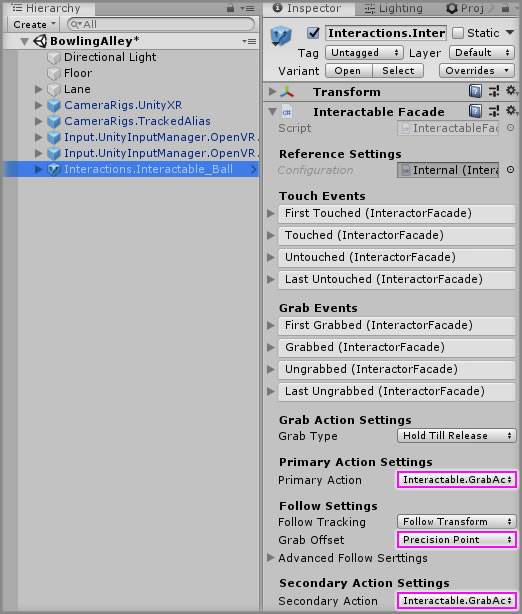 Hierarchy
Create
All
BowlingAlley*
Directional Light
Floor
Lane
CameraRigs.UnityXR
CameraRigs.TrackedAlias
Input.UnityInputManager.OpenVR.
Input.UnityInputManager.OpenVR.
Interactions.Interactable_Ball
Inspector
Lighting
Proj
Interactions.Inter
Static
Tag
Untagged
Layer
Default
Variant
Open
Select
Overrides
Transform
Interactable Facade
Script
InteractableFac
Reference Settings
Configuration
Internal (Intera
Touch Events
First Touched (InteractorFacade)
Touched (InteractorFacade)
Untouched (InteractorFacade)
Last Untouched (InteractorFacade)
Grab Events
First Grabbed (InteractorFacade)
Grabbed (InteractorFacade)
Ungrabbed (InteractorFacade)
Last Ungrabbed (InteractorFacade)
Grab Action Settings
Grab Type
Hold Till Release
Primary Action Settings
Primary Action
Interactable.GrabAc
Follow Settings
Follow Tracking
Follow Transform
Grab Offset
Precision Point
Advanced Follow Serttings
Secondary Action Settings
Secondary Action
Interactable.GrabAc